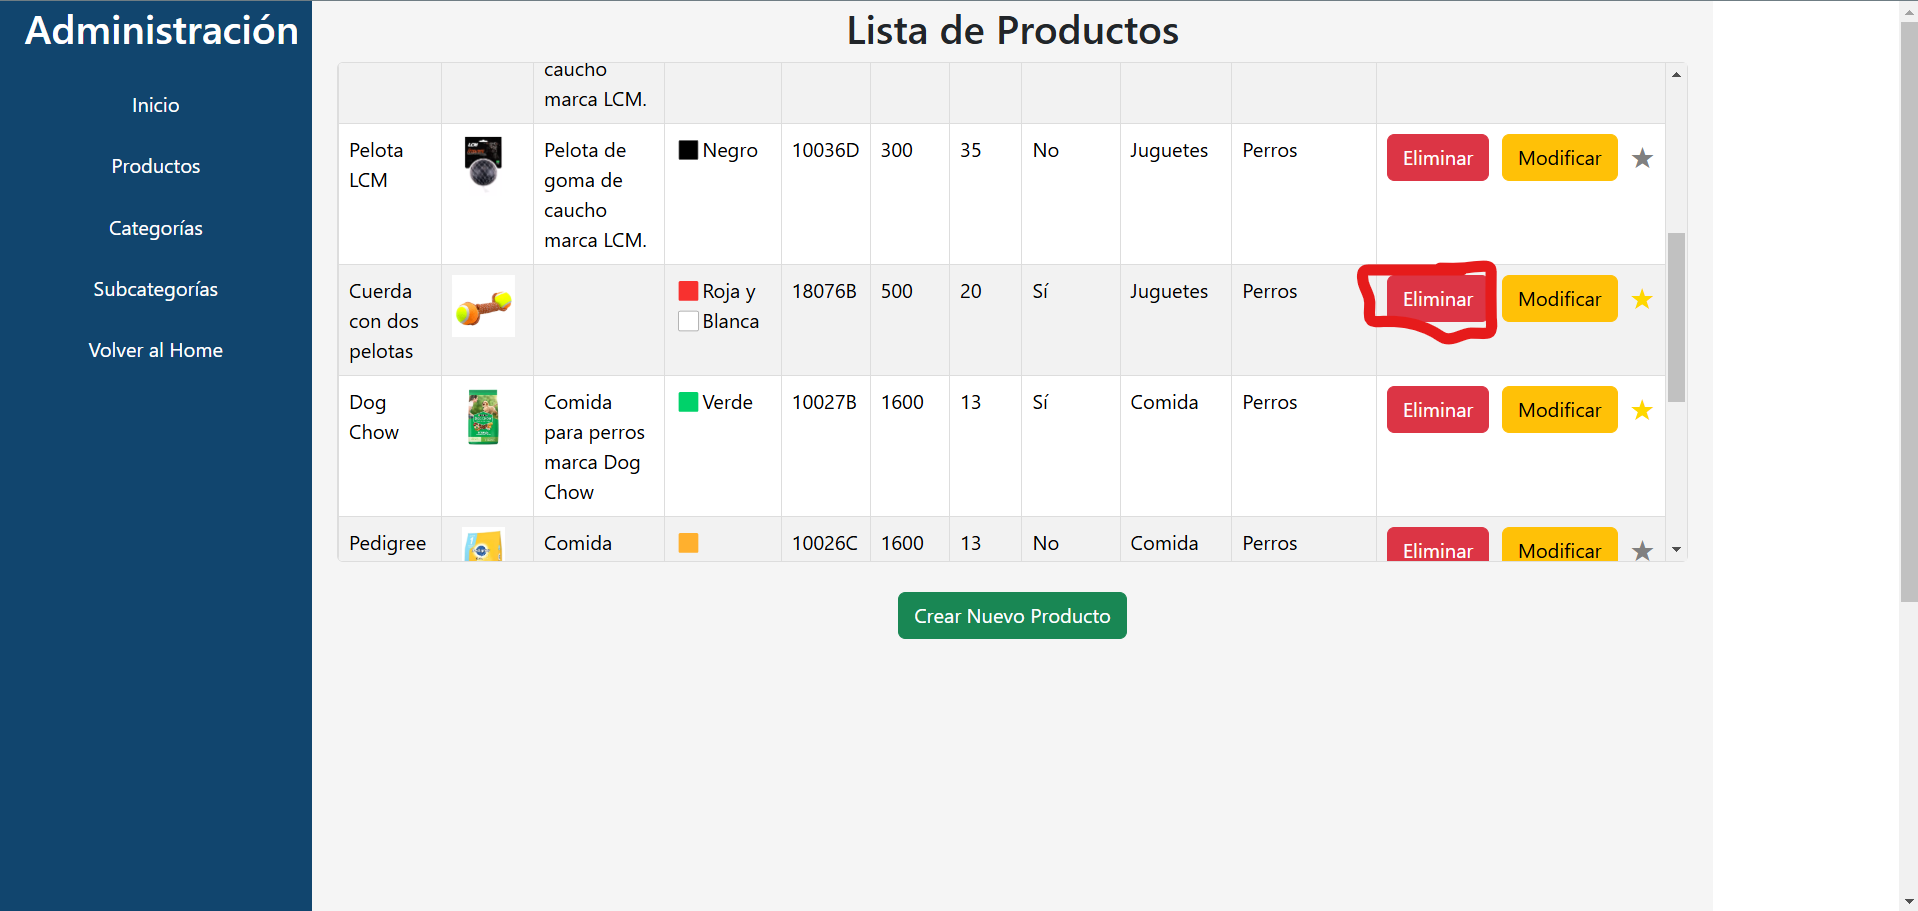 Administración
Inicio
Productos
Categorías
Subcategorías
Volver al Home
Lista de Productos
caucho
marca LCM.
Pelota
LCM
LCM
Pelota de
goma de
caucho
marca LCM.
Negro
10036D
300
35
No
Juguetes
Perros
Eliminar
Modificar
Cuerda
con dos
pelotas
Roja y
Blanca
18076B
500
20
Sí
Juguetes
Perros
Eliminar
Modificar
Dog
Chow
Comida
para perros
marca Dog
Chow
Verde
10027B
1600
13
Sí
Comida
Perros
Eliminar
Modificar
Pedigree
Comida
10026C
1600
13
No
Comida
Perros
Eliminar
Modificar
Crear Nuevo Producto